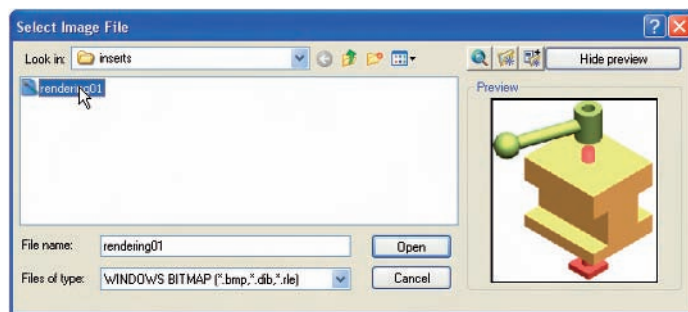 Select Image File
Look in: inserts
Hide preview
rendering01
Preview
File name: rendering01
Open
Files of type: WINDOWS BITMAP (*.bmp,*.dib,*.rle)
Cancel